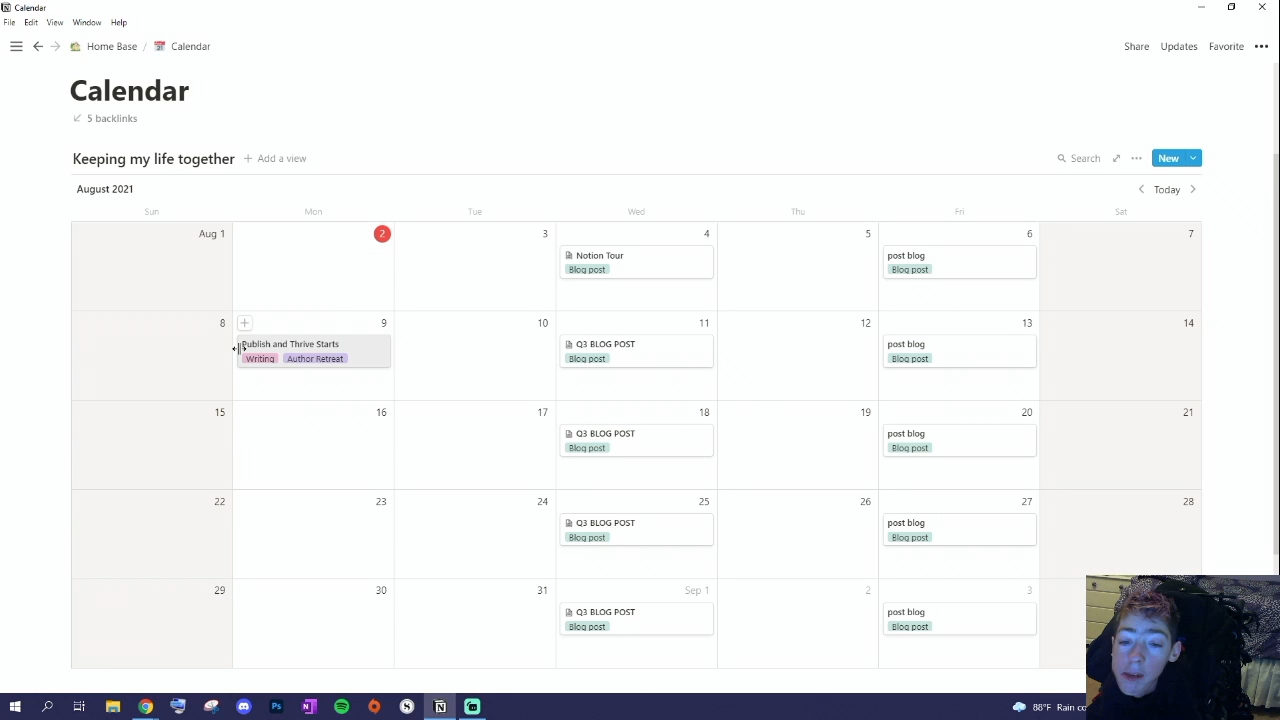 Calendar
File Edit View Window Help
Home Base / Calendar
Share Updates Favorite
Calendar
5 backlinks
Keeping my life together + Add a view
Search New
August 2021
Today
Sun Mon Tue Wed Thu Fri Sat
Aug 1 2 3 4 5 6 7
Notion Tour post blog
Blog post Blog post
8 9 10 11 12 13 14
Publish and Thrive Starts Q3 BLOG POST post blog
Writing Author Retreat Blog post Blog post
15 16 17 18 19 20 21
Q3 BLOG POST post blog
Blog post Blog post
22 23 24 25 26 27 28
Q3 BLOG POST post blog
Blog post Blog post
29 30 31 Sep 1 2 3
Q3 BLOG POST post blog
Blog post Blog post
88°F Rain